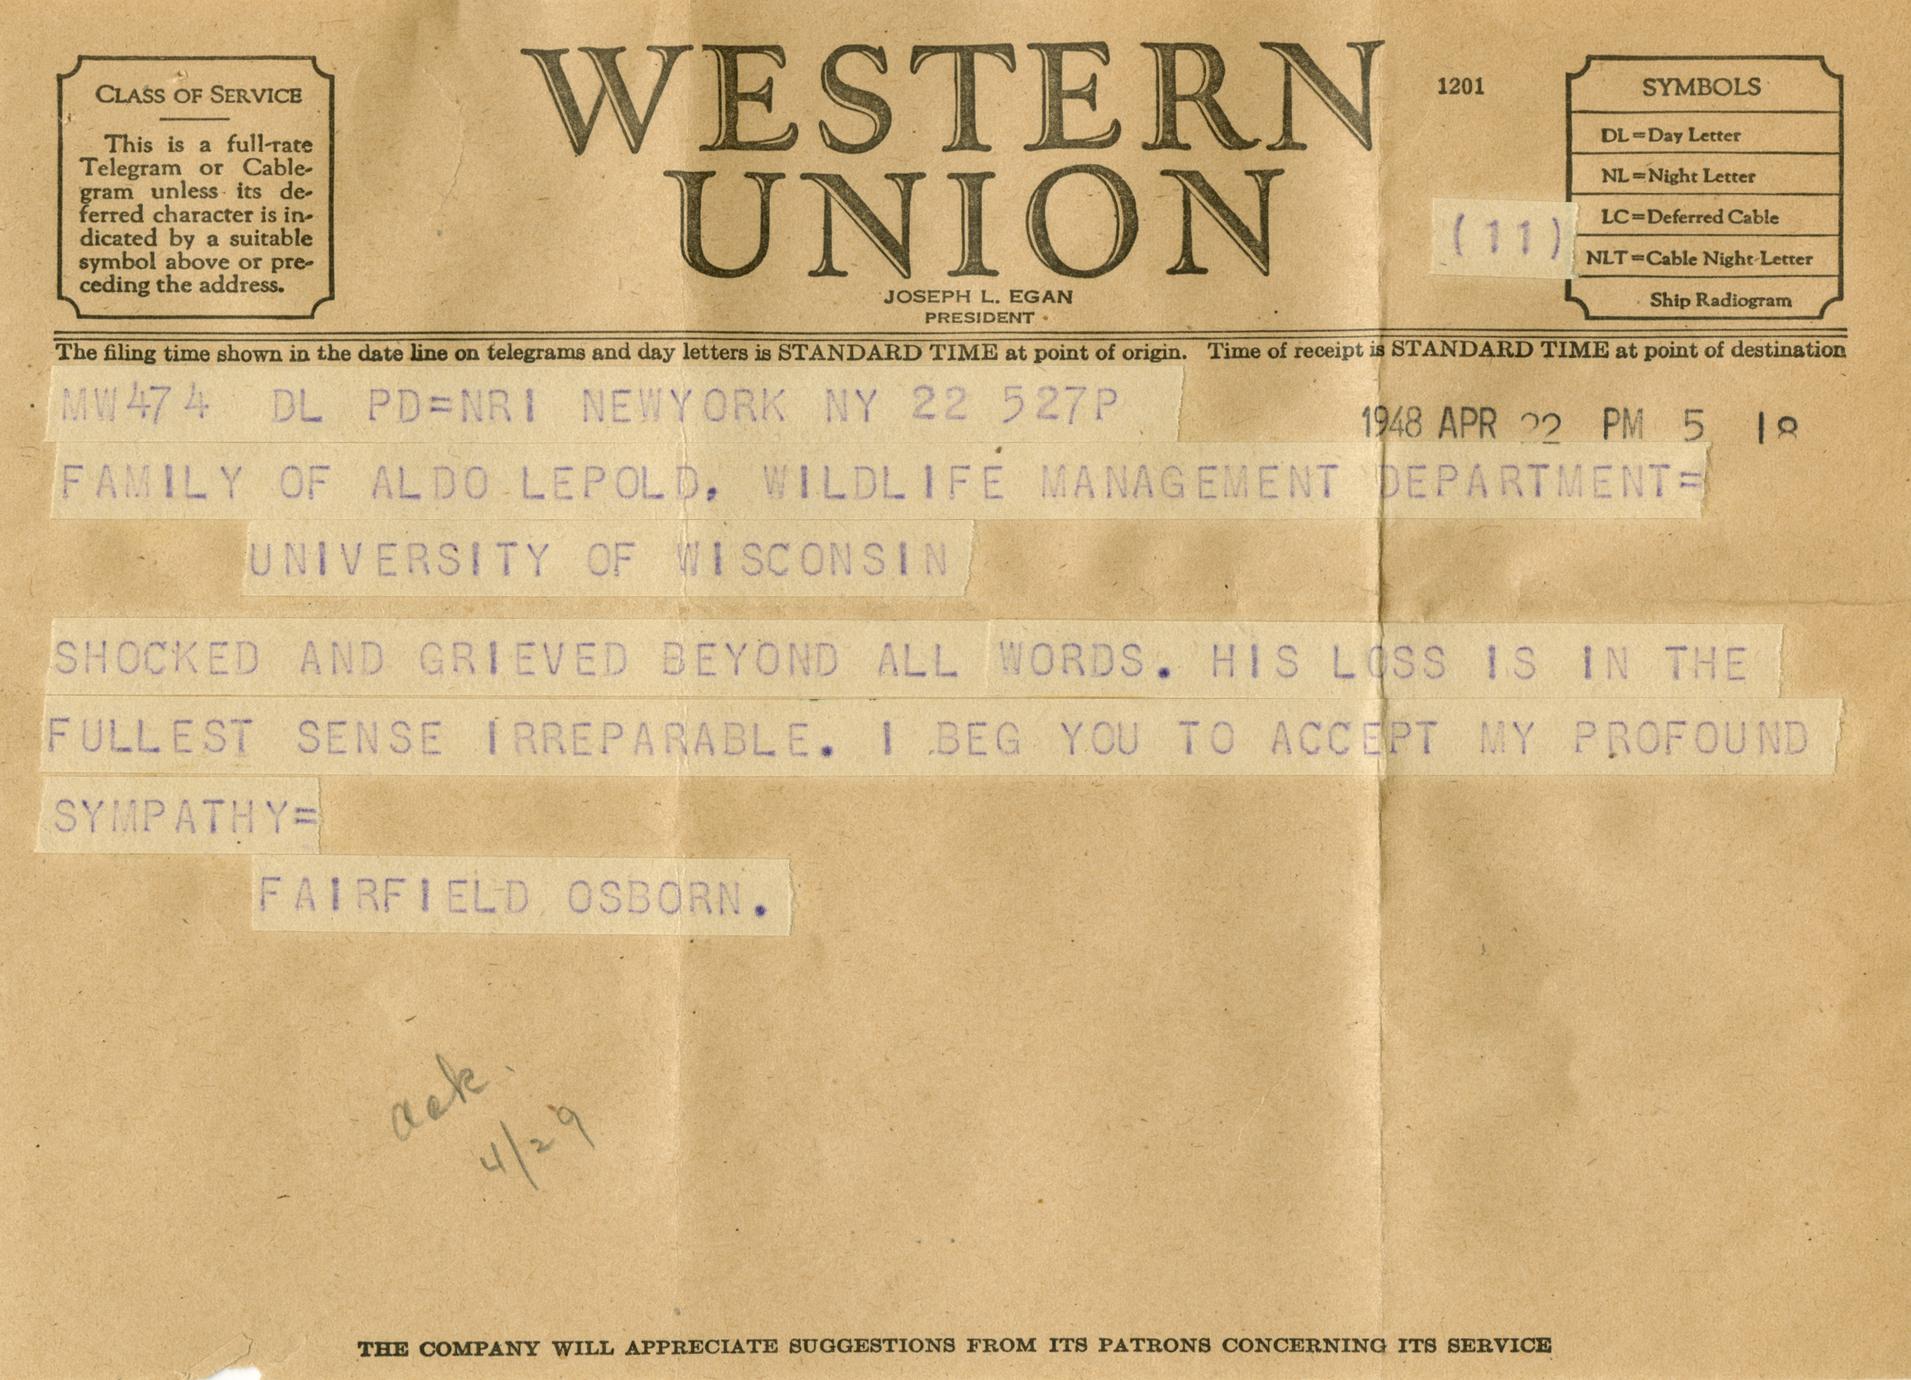 CLASS OF SERVICE
This is a full-rate
Telegram or Cable-
gram unless its de-
ferred character is in-
dicated by a suitable
symbol above or pre-
ceding the address.
WESTERN
UNION
JOSEPH L. EGAN
PRESIDENT
1201
(11)
SYMBOLS
DL=Day Letter
NL=Night Letter
LC=Deferred Cable
NLT=Cable Night Letter
Ship Radiogram
The filing time shown in the date line on telegrams and day letters is STANDARD TIME at point of origin. Time of receipt is STANDARD TIME at point of destination
MW474 DL PD=NRI NEWYORK NY 22 527P
1948 APR 22 PM 5 18
FAMILY OF ALDO LEPOLD, WILDLIFE MANAGEMENT DEPARTMENT=
UNIVERSITY OF WISCONSIN
SHOCKED AND GRIEVED BEYOND ALL WORDS. HIS LOSS IS IN THE
FULLEST SENSE IRREPARABLE. I BEG YOU TO ACCEPT MY PROFOUND
SYMPATHY=
FAIRFIELD OSBORN.
ack.
4/29
THE COMPANY WILL APPRECIATE SUGGESTIONS FROM ITS PATRONS CONCERNING ITS SERVICE